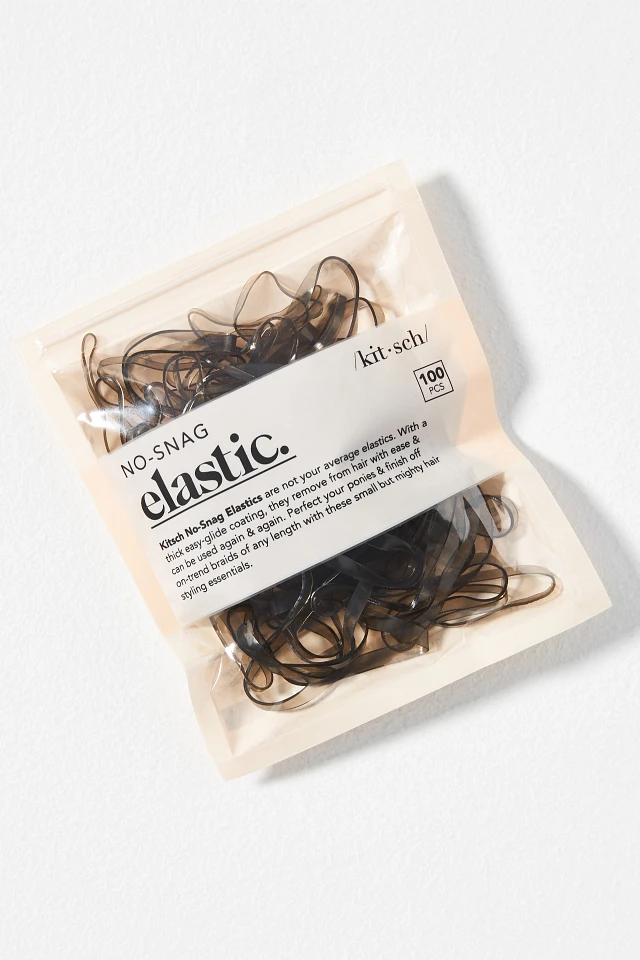 /kit·sch/
100
PCS
NO-SNAG
elastic.
Kitsch No-Snag Elastics are not your average elastics. With a
thick easy-glide coating, they remove from hair with ease &
can be used again & again. Perfect your ponies & finish off
on-trend braids of any length with these small but mighty hair
styling essentials.